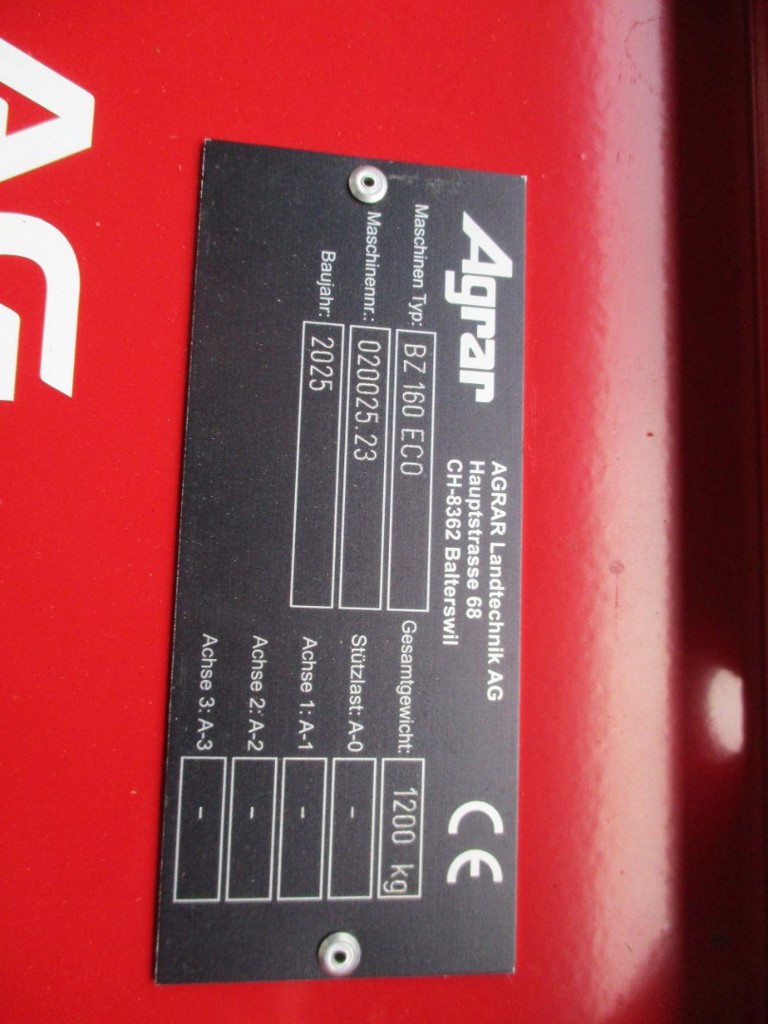 Agrar
AGRAR Landtechnik AG
Hauptstrasse 68
CH-8362 Balterswil
CE
Maschinen Typ: BZ 160 ECO
Maschinennr.: 020025.23
Baujahr: 2025
Gesamtgewicht: 1200 kg
Stützlast: A-0 -
Achse 1: A-1 -
Achse 2: A-2 -
Achse 3: A-3 -